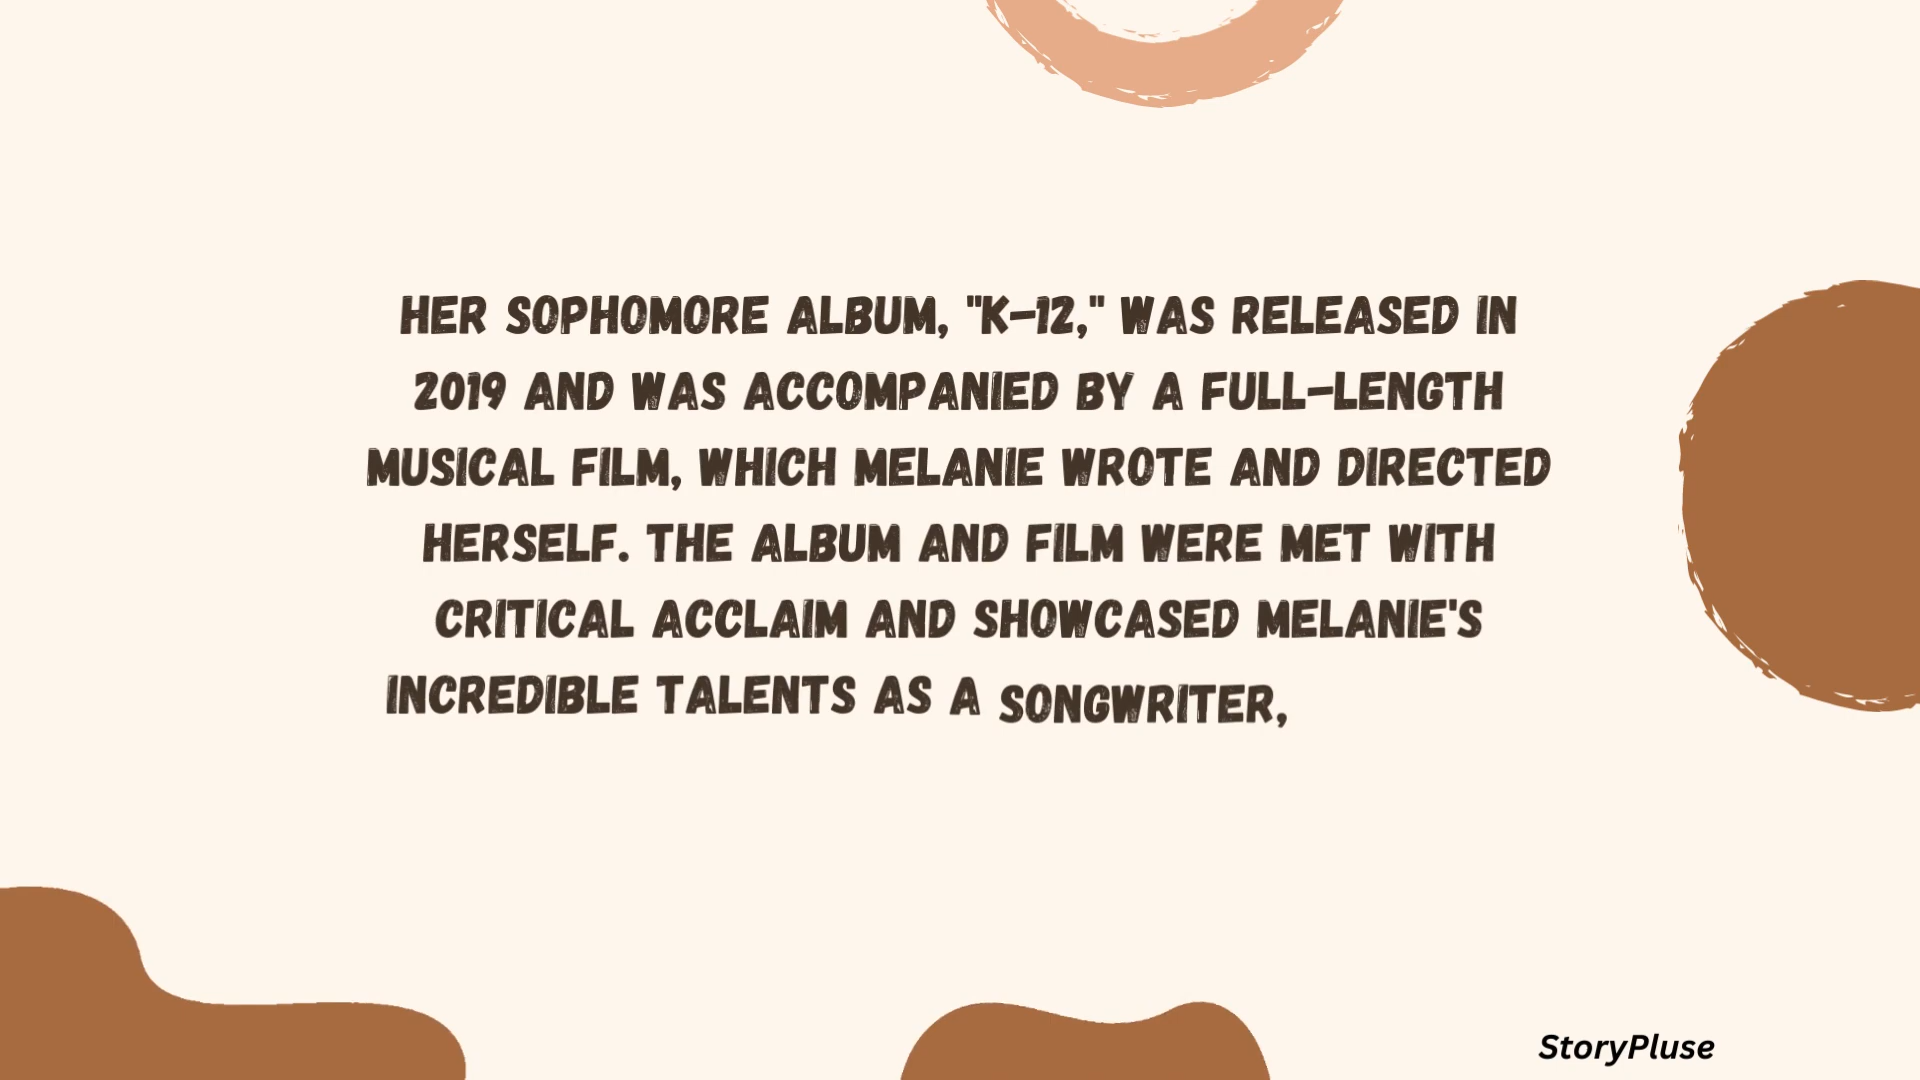 HER SOPHOMORE ALBUM, "K-12," WAS RELEASED IN
2019 AND WAS ACCOMPANIED BY A FULL-LENGTH
MUSICAL FILM, WHICH MELANIE WROTE AND DIRECTED
HERSELF. THE ALBUM AND FILM WERE MET WITH
CRITICAL ACCLAIM AND SHOWCASED MELANIE'S
INCREDIBLE TALENTS AS A SONGWRITER,
StoryPluse